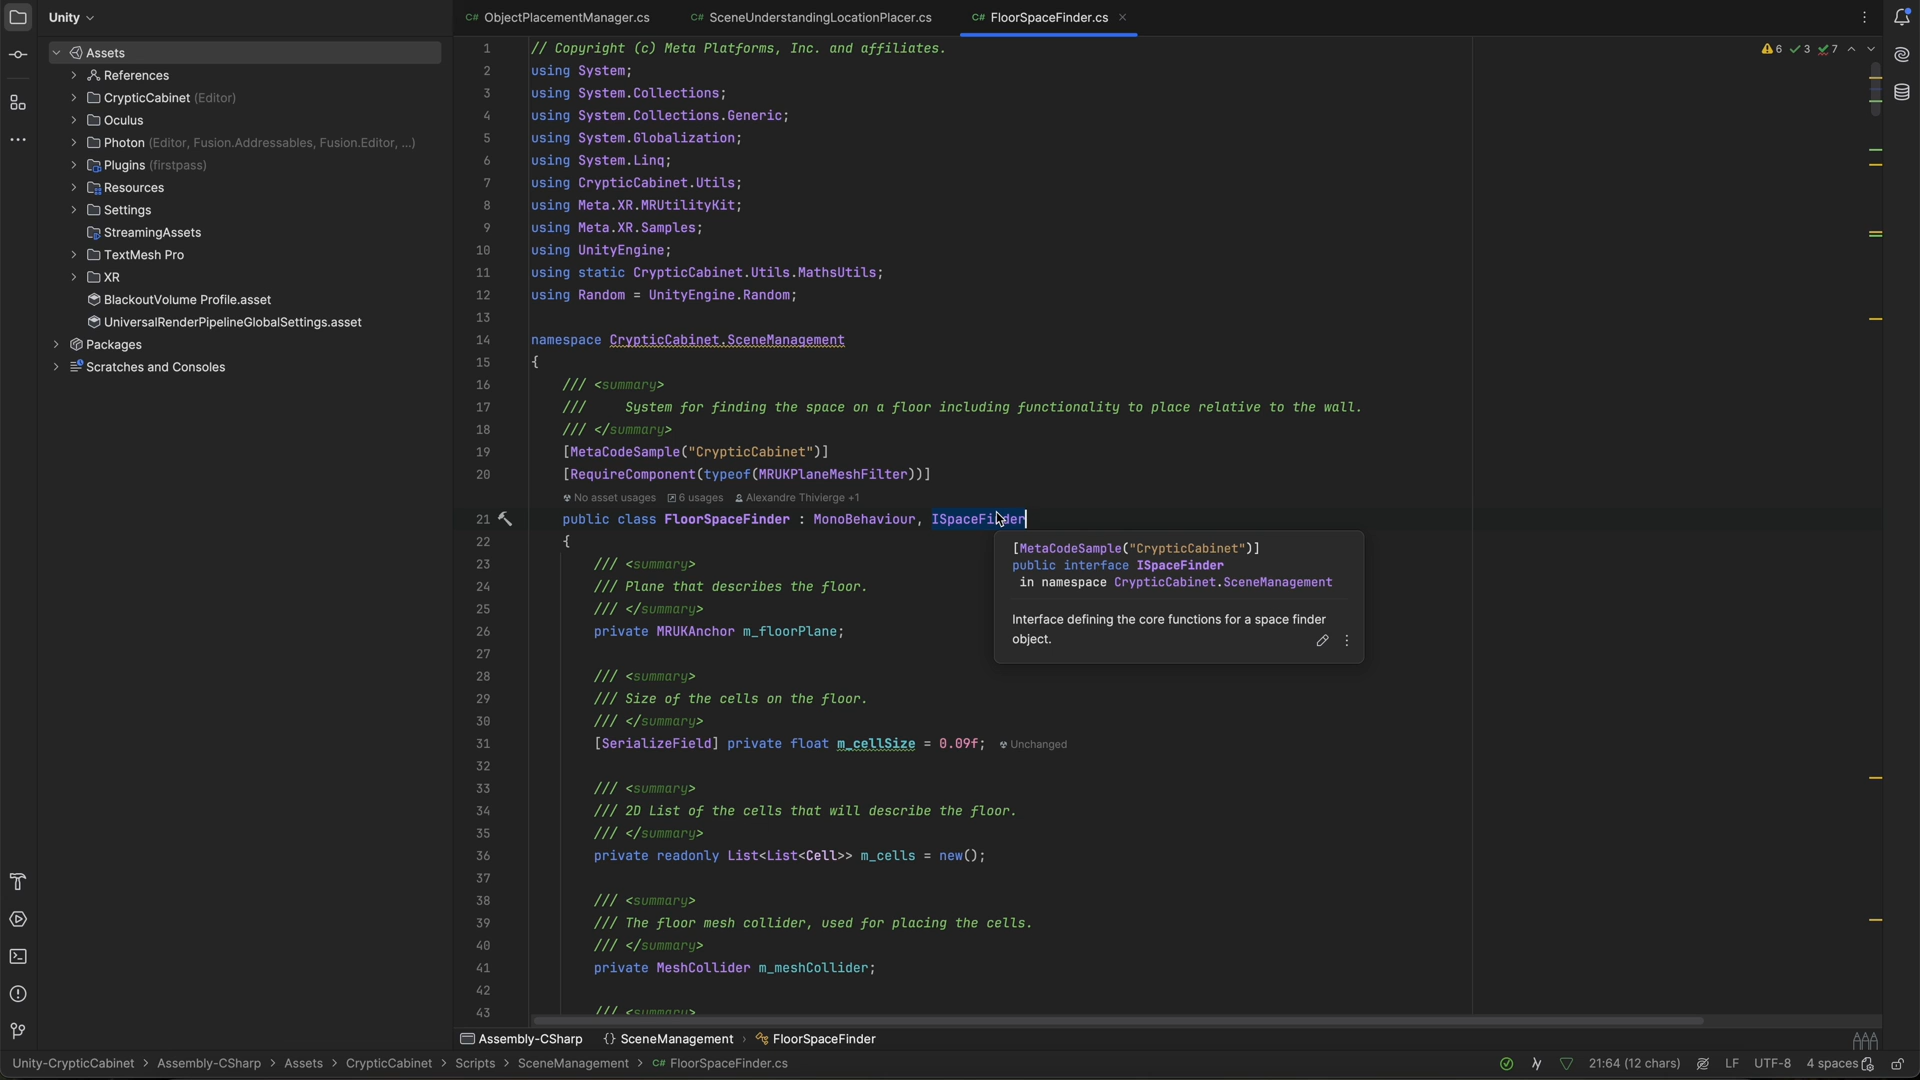 Unity
Assets
References
CrypticCabinet (Editor)
Oculus
Photon (Editor, Fusion.Addressables, Fusion.Editor, ...)
Plugins (firstpass)
Resources
Settings
StreamingAssets
TextMesh Pro
XR
BlackoutVolume Profile.asset
UniversalRenderPipelineGlobalSettings.asset
Packages
Scratches and Consoles
C# ObjectPlacementManager.cs C# SceneUnderstandingLocationPlacer.cs C# FloorSpaceFinder.cs
6 3 7
1 // Copyright (c) Meta Platforms, Inc. and affiliates.
2 using System;
3 using System.Collections;
4 using System.Collections.Generic;
5 using System.Globalization;
6 using System.Linq;
7 using CrypticCabinet.Utils;
8 using Meta.XR.MRUtilityKit;
9 using Meta.XR.Samples;
10 using UnityEngine;
11 using static CrypticCabinet.Utils.MathsUtils;
12 using Random = UnityEngine.Random;
13
14 namespace CrypticCabinet.SceneManagement
15 {
16 /// <summary>
17 /// System for finding the space on a floor including functionality to place relative to the wall.
18 /// </summary>
19 [MetaCodeSample("CrypticCabinet")]
20 [RequireComponent(typeof(MRUKPlaneMeshFilter))]
No asset usages 6 usages Alexandre Thivierge +1
21 public class FloorSpaceFinder : MonoBehaviour, ISpaceFinder
22 {
23 /// <summary>
24 /// Plane that describes the floor.
25 /// </summary>
26 private MRUKAnchor m_floorPlane;
27
28 /// <summary>
29 /// Size of the cells on the floor.
30 /// </summary>
31 [SerializeField] private float m_cellSize = 0.09f; Unchanged
32
33 /// <summary>
34 /// 2D List of the cells that will describe the floor.
35 /// </summary>
36 private readonly List<List<Cell>> m_cells = new();
37
38 /// <summary>
39 /// The floor mesh collider, used for placing the cells.
40 /// </summary>
41 private MeshCollider m_meshCollider;
42
43 /// <summary>
[MetaCodeSample("CrypticCabinet")]
public interface ISpaceFinder
in namespace CrypticCabinet.SceneManagement
Interface defining the core functions for a space finder
object.
Assembly-CSharp {} SceneManagement › FloorSpaceFinder
Unity-CrypticCabinet › Assembly-CSharp › Assets › CrypticCabinet › Scripts › SceneManagement › C# FloorSpaceFinder.cs
21:64 (12 chars) LF UTF-8 4 spaces